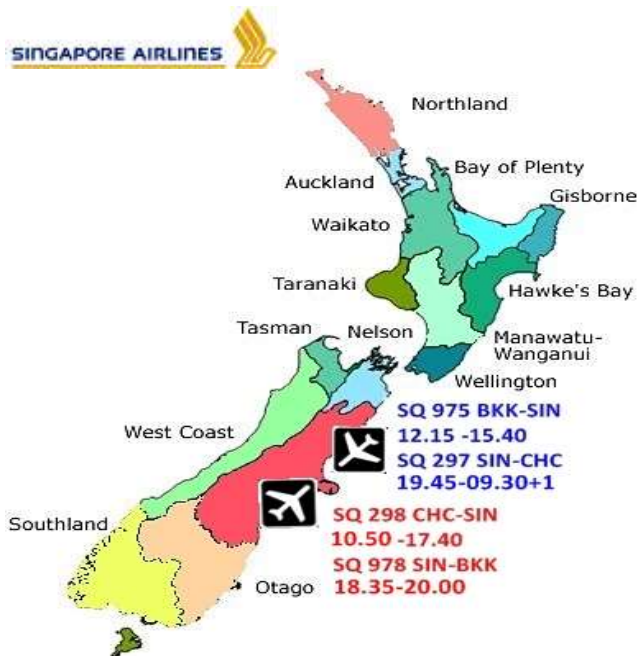 SINGAPORE AIRLINES
Northland
Bay of Plenty
Auckland
Gisborne
Waikato
Taranaki
Hawke's Bay
Tasman
Nelson
Manawatu-
Wanganui
Wellington
SQ 975 BKK-SIN
12.15 -15.40
SQ 297 SIN-CHC
19.45-09.30+1
West Coast
SQ 298 CHC-SIN
10.50 -17.40
SQ 978 SIN-BKK
18.35-20.00
Southland
Otago